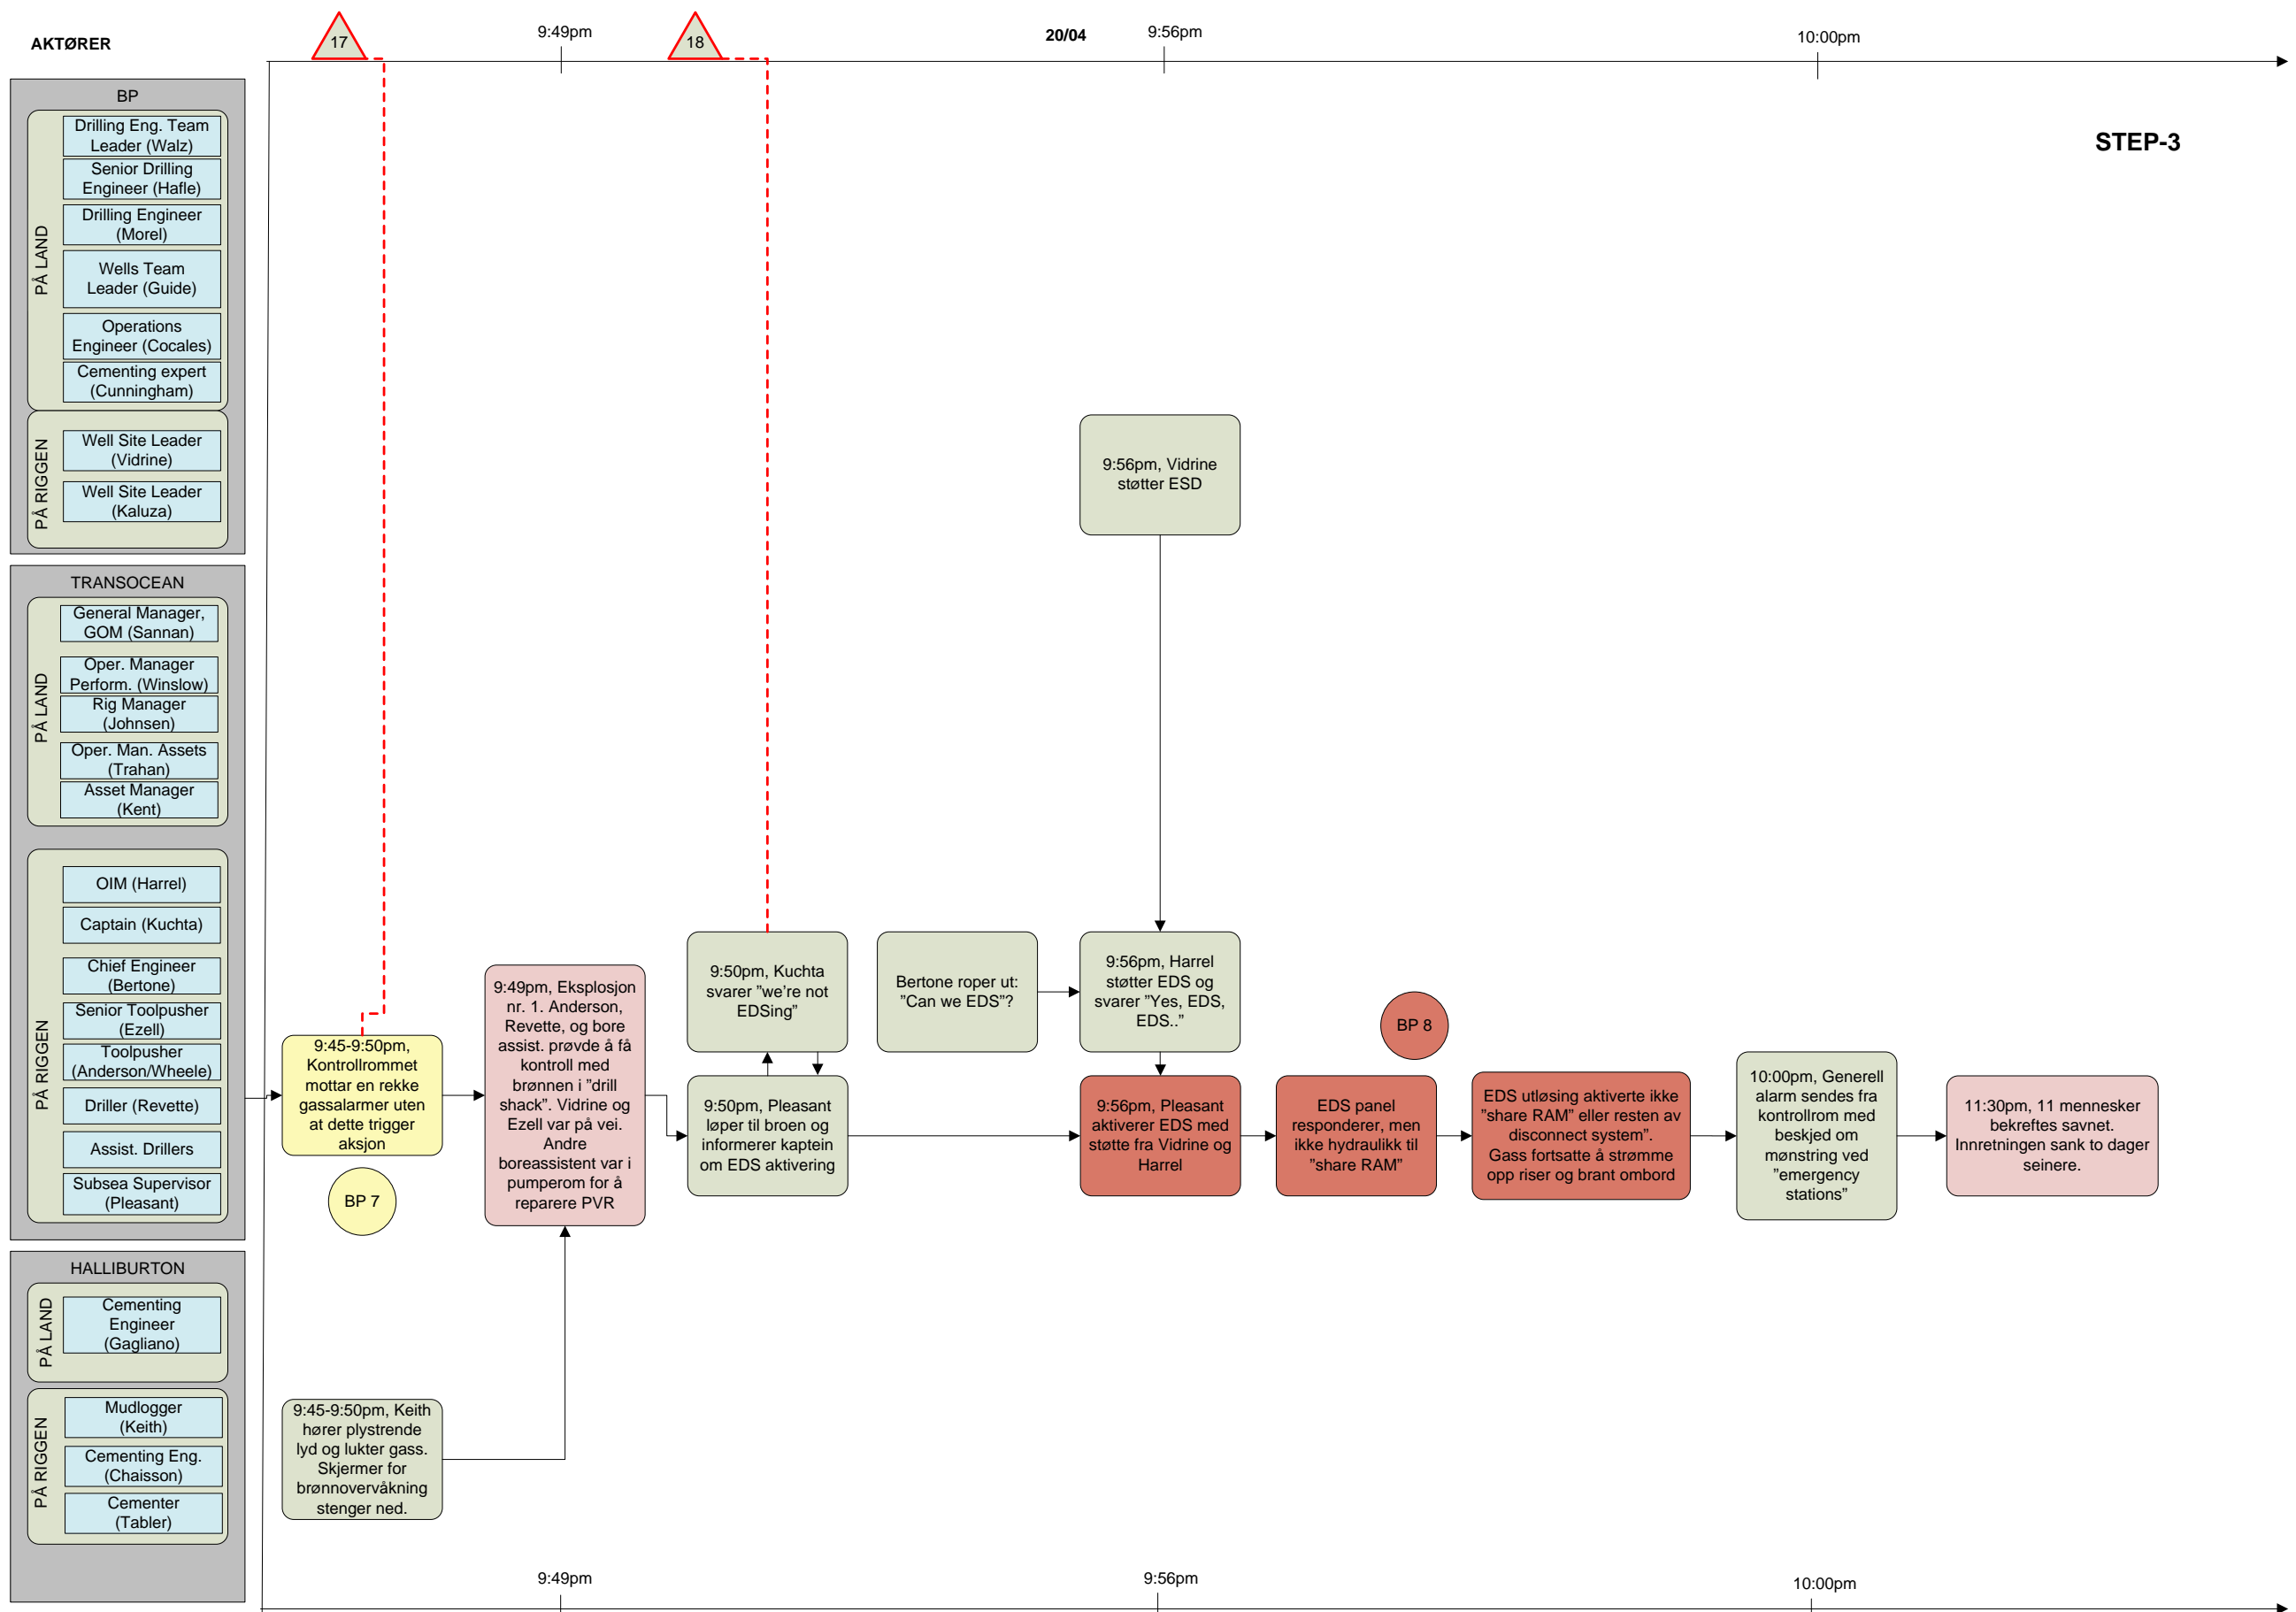 AKTØRER
17
9:49pm
18
20/04
9:56pm
10:00pm
STEP-3
BP
PÅ LAND
Drilling Eng. Team
Leader (Walz)
Senior Drilling
Engineer (Hafle)
Drilling Engineer
(Morel)
Wells Team
Leader (Guide)
Operations
Engineer (Cocales)
Cementing expert
(Cunningham)
PÅ RIGGEN
Well Site Leader
(Vidrine)
Well Site Leader
(Kaluza)
TRANSOCEAN
PÅ LAND
General Manager,
GOM (Sannan)
Oper. Manager
Perform. (Winslow)
Rig Manager
(Johnsen)
Oper. Man. Assets
(Trahan)
Asset Manager
(Kent)
PÅ RIGGEN
OIM (Harrel)
Captain (Kuchta)
Chief Engineer
(Bertone)
Senior Toolpusher
(Ezell)
Toolpusher
(Anderson/Wheele)
Driller (Revette)
Assist. Drillers
Subsea Supervisor
(Pleasant)
HALLIBURTON
PÅ LAND
Cementing
Engineer
(Gagliano)
PÅ RIGGEN
Mudlogger
(Keith)
Cementing Eng.
(Chaisson)
Cementer
(Tabler)
9:56pm, Vidrine
støtter ESD
9:45-9:50pm,
Kontrollrommet
mottar en rekke
gassalarmer uten
at dette trigger
aksjon
BP 7
9:49pm, Eksplosjon
nr. 1. Anderson,
Revette, og bore
assist. prøvde å få
kontroll med
brønnen i ”drill
shack”. Vidrine og
Ezell var på vei.
Andre
boreassistent var i
pumperom for å
reparere PVR
9:50pm, Kuchta
svarer ”we’re not
EDSing”
9:50pm, Pleasant
løper til broen og
informerer kaptein
om EDS aktivering
Bertone roper ut:
”Can we EDS”?
9:56pm, Harrel
støtter EDS og
svarer ”Yes, EDS,
EDS..”
9:56pm, Pleasant
aktiverer EDS med
støtte fra Vidrine og
Harrel
EDS panel
responderer, men
ikke hydraulikk til
”share RAM”
BP 8
EDS utløsing aktiverte ikke
”share RAM” eller resten av
disconnect system”.
Gass fortsatte å strømme
opp riser og brant ombord
10:00pm, Generell
alarm sendes fra
kontrollrom med
beskjed om
mønstring ved
”emergency
stations”
11:30pm, 11 mennesker
bekreftes savnet.
Innretningen sank to dager
seinere.
9:45-9:50pm, Keith
hører plystrende
lyd og lukter gass.
Skjermer for
brønnovervåkning
stenger ned.
9:49pm
9:56pm
10:00pm